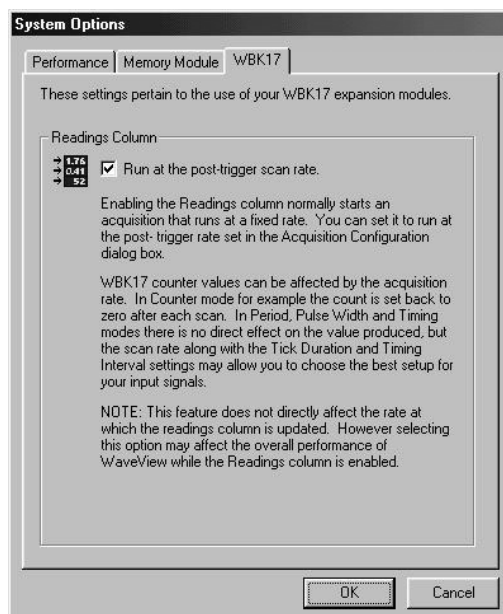 System Options
Performance
Memory Module
WBK17
These settings pertain to the use of your WBK17 expansion modules.
Readings Column
1.76
0.41
52
Run at the post-trigger scan rate.
Enabling the Readings column normally starts an
acquisition that runs at a fixed rate. You can set it to run at
the post- trigger rate set in the Acquisition Configuration
dialog box.
WBK17 counter values can be affected by the acquisition
rate. In Counter mode for example the count is set back to
zero after each scan. In Period, Pulse Width and Timing
modes there is no direct effect on the value produced, but
the scan rate along with the Tick Duration and Timing
Interval settings may allow you to choose the best setup for
your input signals.
NOTE: This feature does not directly affect the rate at
which the readings column is updated. However selecting
this option may affect the overall performance of
WaveView while the Readings column is enabled.
OK
Cancel